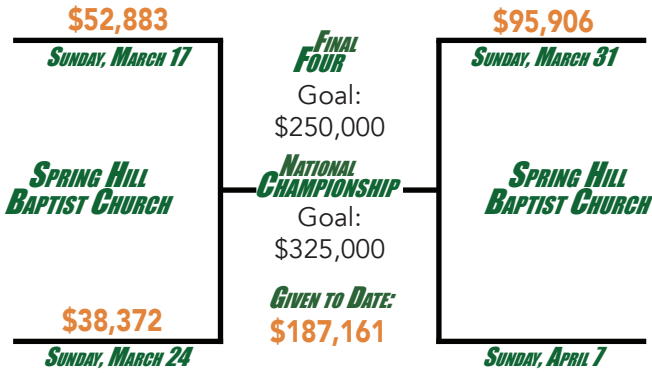 $52,883
SUNDAY, MARCH 17
SPRING HILL
BAPTIST CHURCH
$38,372
SUNDAY, MARCH 24
FINAL
FOUR
Goal:
$250,000
NATIONAL
CHAMPIONSHIP
Goal:
$325,000
GIVEN TO DATE:
$187,161
$95,906
SUNDAY, MARCH 31
SPRING HILL
BAPTIST CHURCH
SUNDAY, APRIL 7